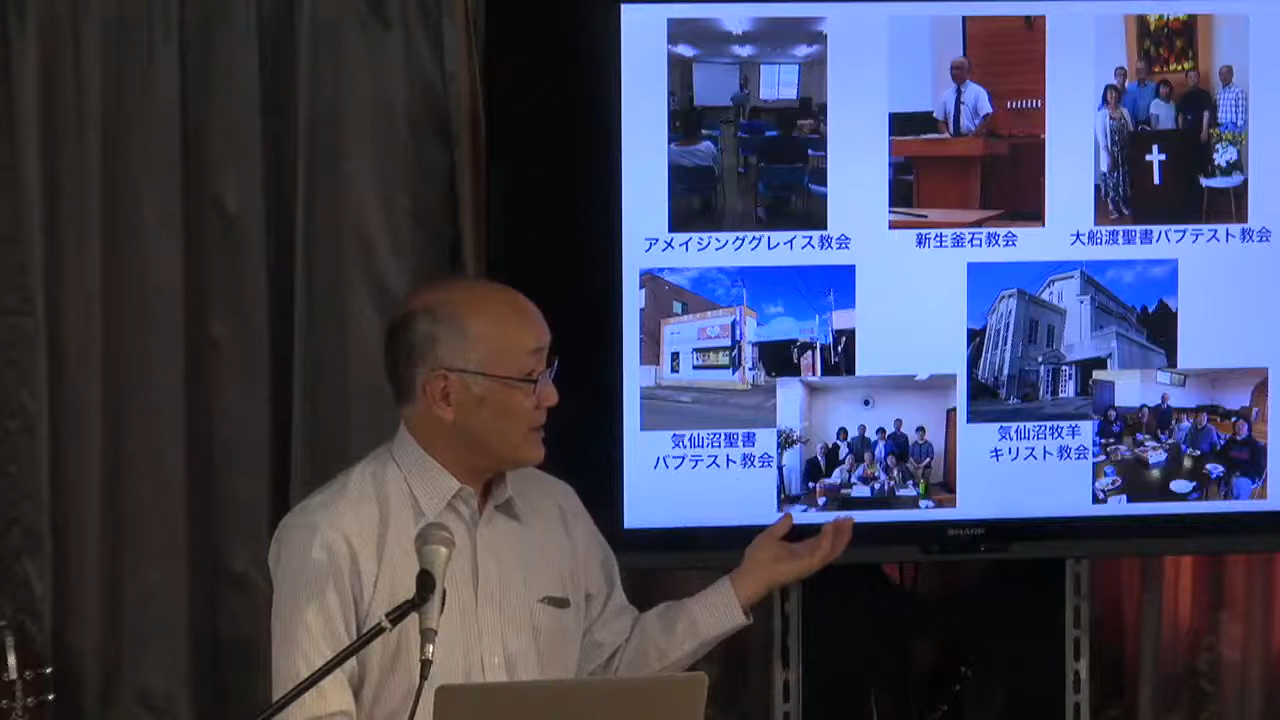 アメイジンググレイス教会
新生釜石教会
大船渡聖書バプテスト教会
気仙沼聖書
バプテスト教会
気仙沼牧羊
キリスト教会
SHARP